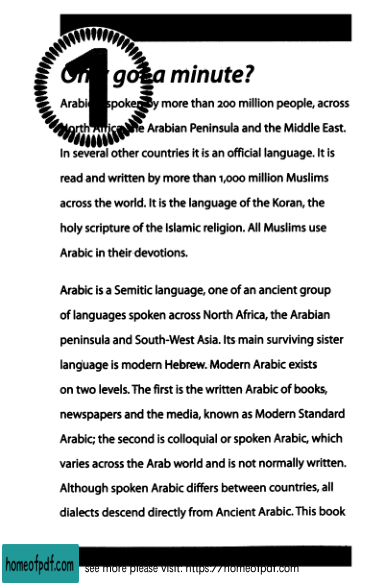 1
Only got a minute?
Arabic is spoken by more than 200 million people, across
North Africa, the Arabian Peninsula and the Middle East.
In several other countries it is an official language. It is
read and written by more than 1,000 million Muslims
across the world. It is the language of the Koran, the
holy scripture of the Islamic religion. All Muslims use
Arabic in their devotions.
Arabic is a Semitic language, one of an ancient group
of languages spoken across North Africa, the Arabian
peninsula and South-West Asia. Its main surviving sister
language is modern Hebrew. Modern Arabic exists
on two levels. The first is the written Arabic of books,
newspapers and the media, known as Modern Standard
Arabic; the second is colloquial or spoken Arabic, which
varies across the Arab world and is not normally written.
Although spoken Arabic differs between countries, all
dialects descend directly from Ancient Arabic. This book
homeofpdf.com
see more please visit: https://homeofpdf.com